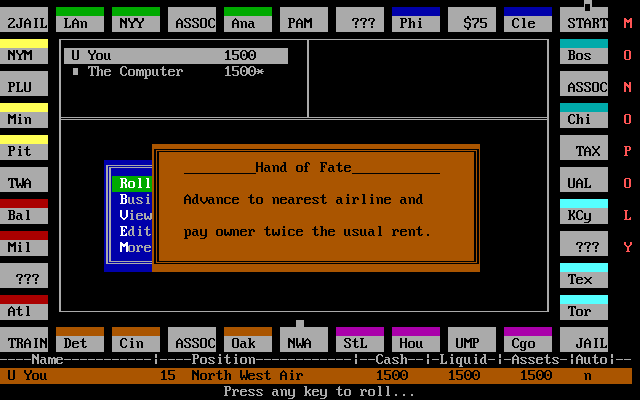 2JAIL LAn NYY ASSOC Ana PAM ??? Phi $75 Cle START
M
O
N
O
P
O
L
Y
NYM
PLU
Min
Pit
TWA
Bal
Mil
???
Atl
U You 1500
The Computer 1500*
Bos
ASSOC
Chi
TAX
UAL
KCy
???
Tex
Tor
Roll
Busi
View
Edit
More
Hand of Fate
Advance to nearest airline and
pay owner twice the usual rent.
TRAIN Det Cin ASSOC Oak NWA StL Hou UMP Cgo JAIL
Name Position Cash Liquid Assets Auto
U You 15 North West Air 1500 1500 1500 n
Press any key to roll...